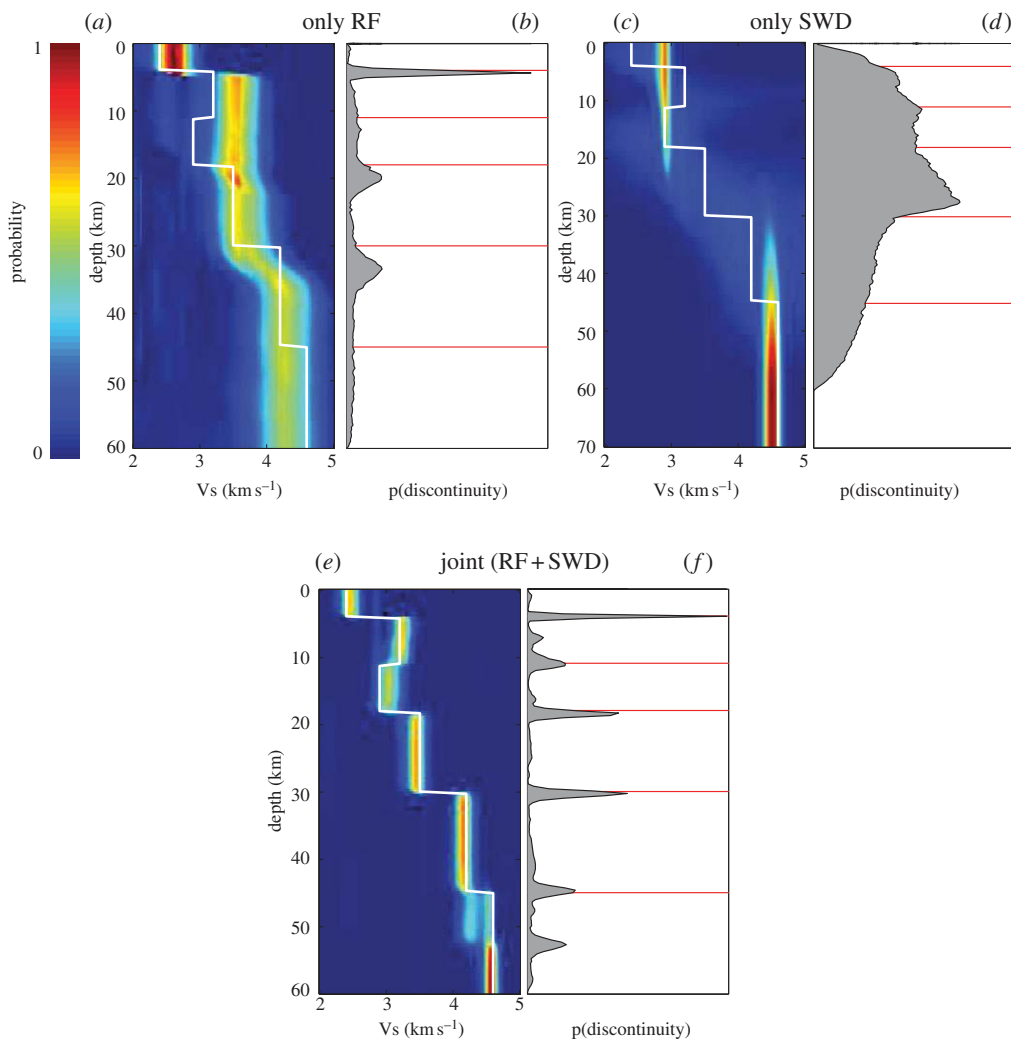 (a) only RF (b)
(c) only SWD (d)
1
0
probability
depth (km)
0
10
20
30
40
50
60
2 3 4 5
Vs (km s–1)
p(discontinuity)
depth (km)
0
10
20
30
40
50
60
70
2 3 4 5
Vs (km s–1)
p(discontinuity)
(e) joint (RF + SWD) (f)
depth (km)
0
10
20
30
40
50
60
2 3 4 5
Vs (km s–1)
p(discontinuity)